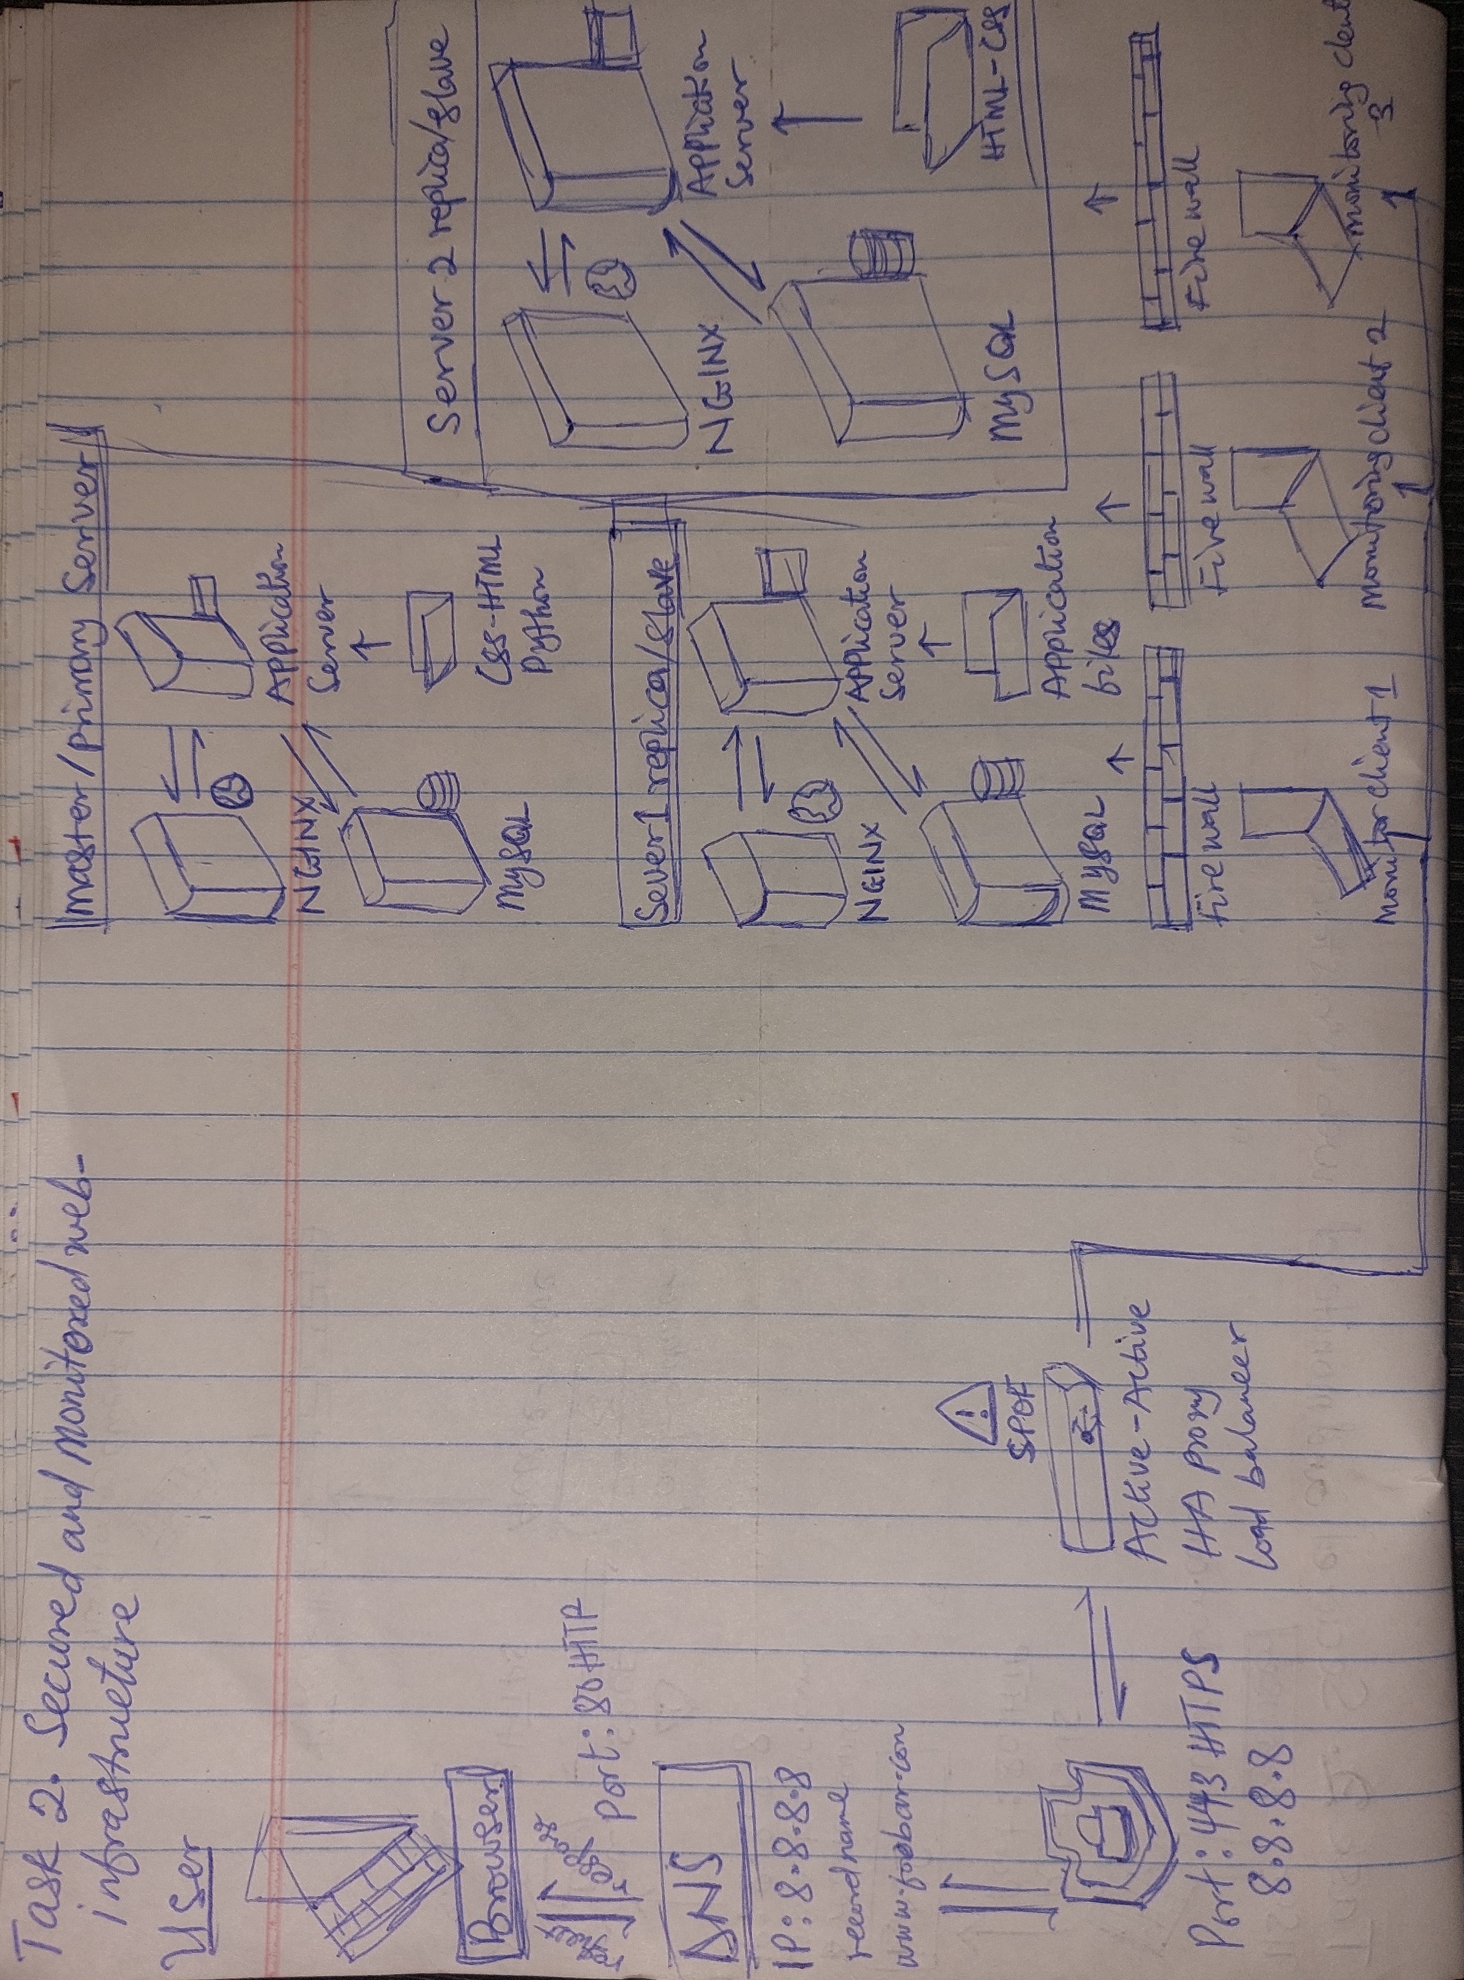 Task 2. Secured and monitored web-
infrastructure
User
Browser
Port: 80 HTTP
DNS
IP: 8.8.8.8
record name
www.foobar.com
Port: 443 HTTPS
8.8.8.8
SPOF
Active-Active
HA proxy
load balancer
Master/primary Server
Application
Server
NGINX
CSS-HTML
Python
MySQL
Sever 1 replica/slave
Application
Server
NGINX
Application
files
MySQL
Server 2 replica/slave
Application
Server
NGINX
HTML-CSS
MySQL
Fire wall
Fire wall
Fire wall
Monitor client 1
Monitoring client 2
Monitoring client
3